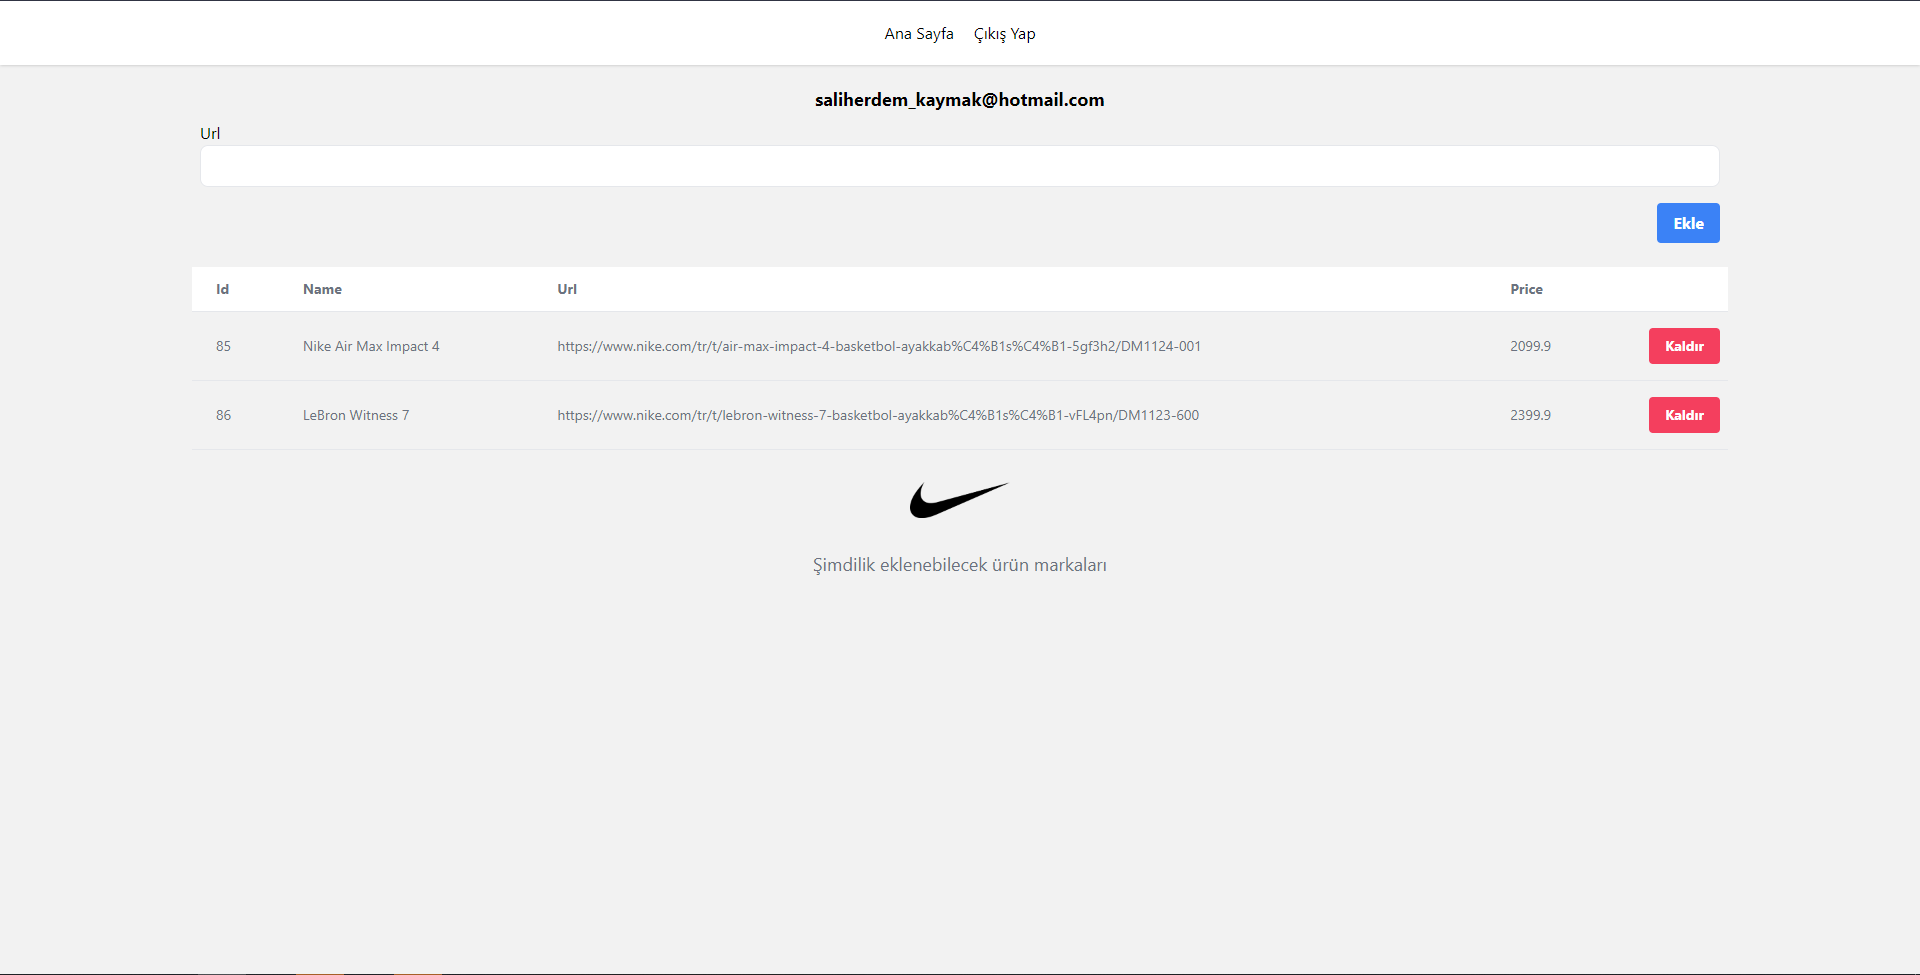 Ana Sayfa Çıkış Yap
saliherdem_kaymak@hotmail.com
Url
Ekle
Id Name Url Price
85 Nike Air Max Impact 4 https://www.nike.com/tr/t/air-max-impact-4-basketbol-ayakkab%C4%B1s%C4%B1-5gf3h2/DM1124-001 2099.9 Kaldır
86 LeBron Witness 7 https://www.nike.com/tr/t/lebron-witness-7-basketbol-ayakkab%C4%B1s%C4%B1-vFL4pn/DM1123-600 2399.9 Kaldır
Şimdilik eklenebilecek ürün markaları